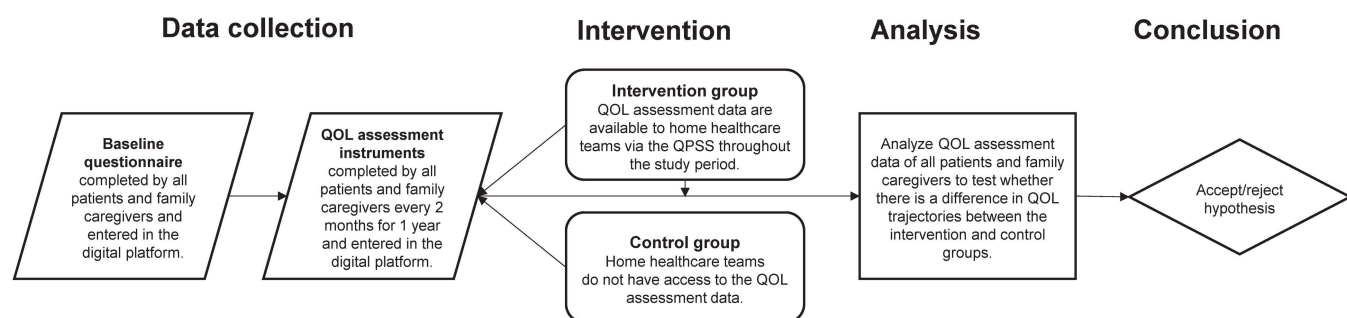 Data collection
Intervention
Analysis
Conclusion
Baseline
questionnaire
completed by all
patients and family
caregivers and
entered in the
digital platform.
QOL assessment
instruments
completed by all
patients and family
caregivers every 2
months for 1 year
and entered in the
digital platform.
Intervention group
QOL assessment data are
available to home healthcare
teams via the QPSS throughout
the study period.
Control group
Home healthcare teams
do not have access to the QOL
assessment data.
Analyze QOL assessment
data of all patients and family
caregivers to test whether
there is a difference in QOL
trajectories between the
intervention and control
groups.
Accept/reject
hypothesis